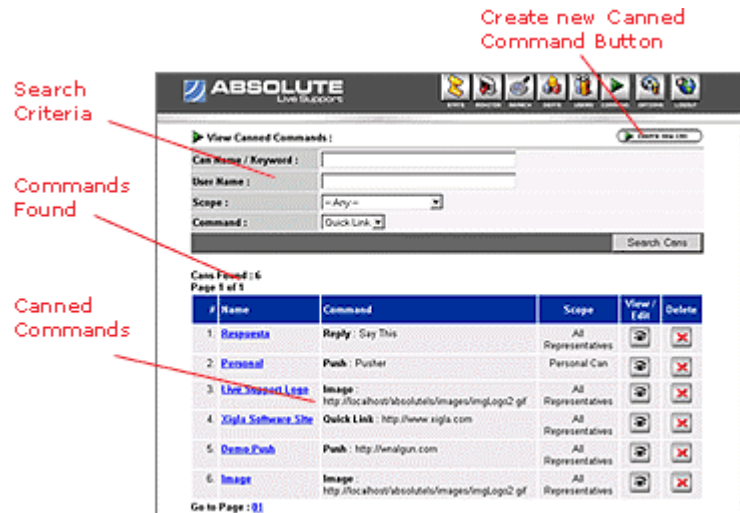 Create new Canned
Command Button
Search
Criteria
ABSOLUTE
Live Support
View Canned Commands :
Can Name / Keyword :
User Name :
Commands
Found
Scope :
- Any -
Command :
Quick Link
Search Cans
Cans Found : 6
Page 1 of 1
Canned
Commands
# Name Command Scope View / Edit Delete
1. Respuesta Reply : Say This All Representatives
2. Personal Push : Pusher Personal Can
3. Live Support Logo Image : http://localhost/absolutels/images/imgLogo2.gif All Representatives
4. Xigla Software Site Quick Link : http://www.xigla.com All Representatives
5. Demo Push Push : http://wnalgun.com All Representatives
6. Image Image : http://localhost/absolutels/images/imgLogo2.gif All Representatives
Go to Page : 01